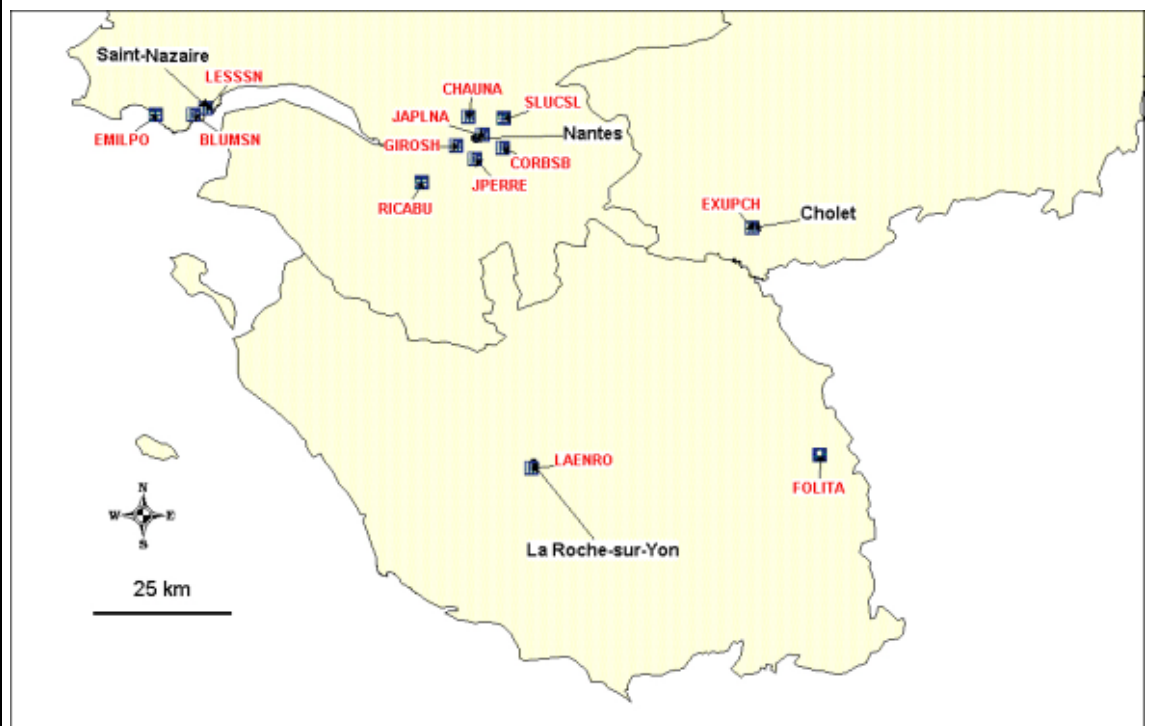 Saint-Nazaire
LESSSN
CHAUNA
SLUCSL
JAPLNA
Nantes
EMILPO
BLUMSN
GIROSH
CORBSB
JPERRE
RICABU
EXUPCH
Cholet
LAENRO
FOLITA
N
W
E
S
La Roche-sur-Yon
25 km